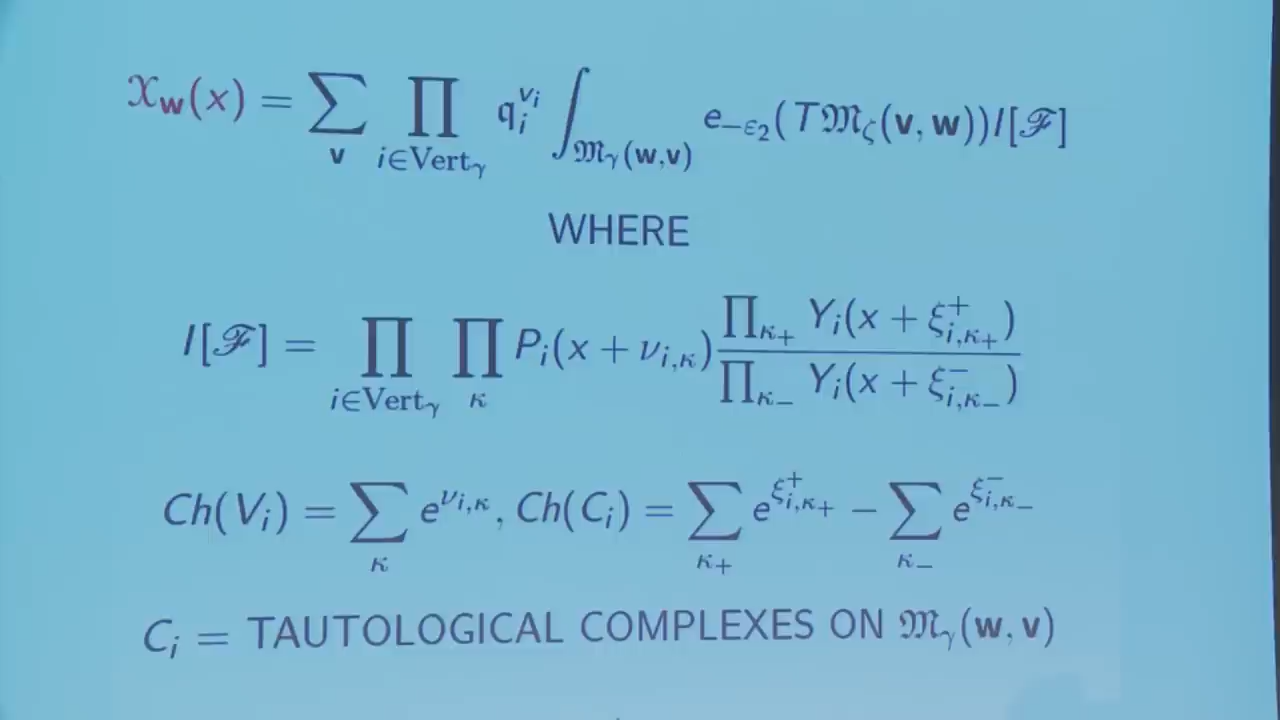 𝒳_𝐰(x) = ∑_𝐯 ∏_{i∈Vert_γ} 𝔮_i^{v_i} ∫_{𝔐_γ(𝐰,𝐯)} e_{−ε_2}(T𝔐_ζ(𝐯, 𝐰))I[ℱ]
WHERE
I[ℱ] = ∏_{i∈Vert_γ} ∏_κ P_i(x + ν_{i,κ}) \frac{∏_{κ_+} Y_i(x + ξ^+_{i,κ_+})}{∏_{κ_−} Y_i(x + ξ^−_{i,κ_−})}
Ch(V_i) = ∑_κ e^{ν_{i,κ}}, Ch(C_i) = ∑_{κ_+} e^{ξ^+_{i,κ_+}} − ∑_{κ_−} e^{ξ^−_{i,κ_−}}
C_i = TAUTOLOGICAL COMPLEXES ON 𝔐_γ(𝐰, 𝐯)